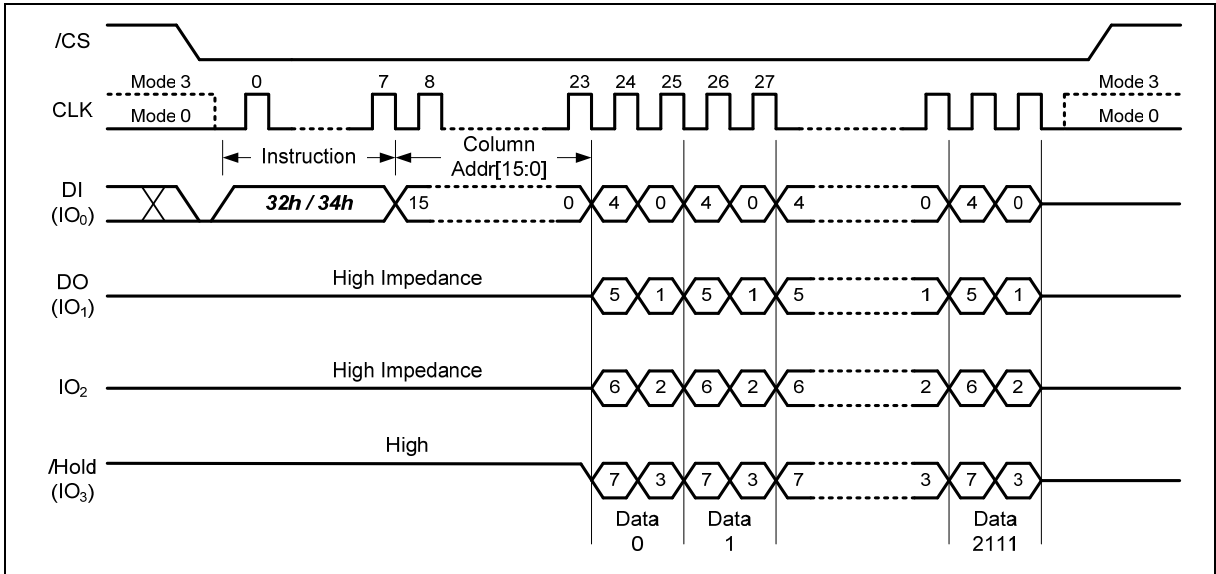 /CS
Mode 3 0 7 8 23 24 25 26 27 Mode 3
CLK
Mode 0 Mode 0
Instruction
Column
Addr[15:0]
DI
(IO₀)
32h / 34h 15 0 4 0 4 0 4 0 4 0
High Impedance
DO
(IO₁)
5 1 5 1 5 1 5 1
High Impedance
IO₂
6 2 6 2 6 2 6 2
High
/Hold
(IO₃)
7 3 7 3 7 3 7 3
Data Data Data
0 1 2111